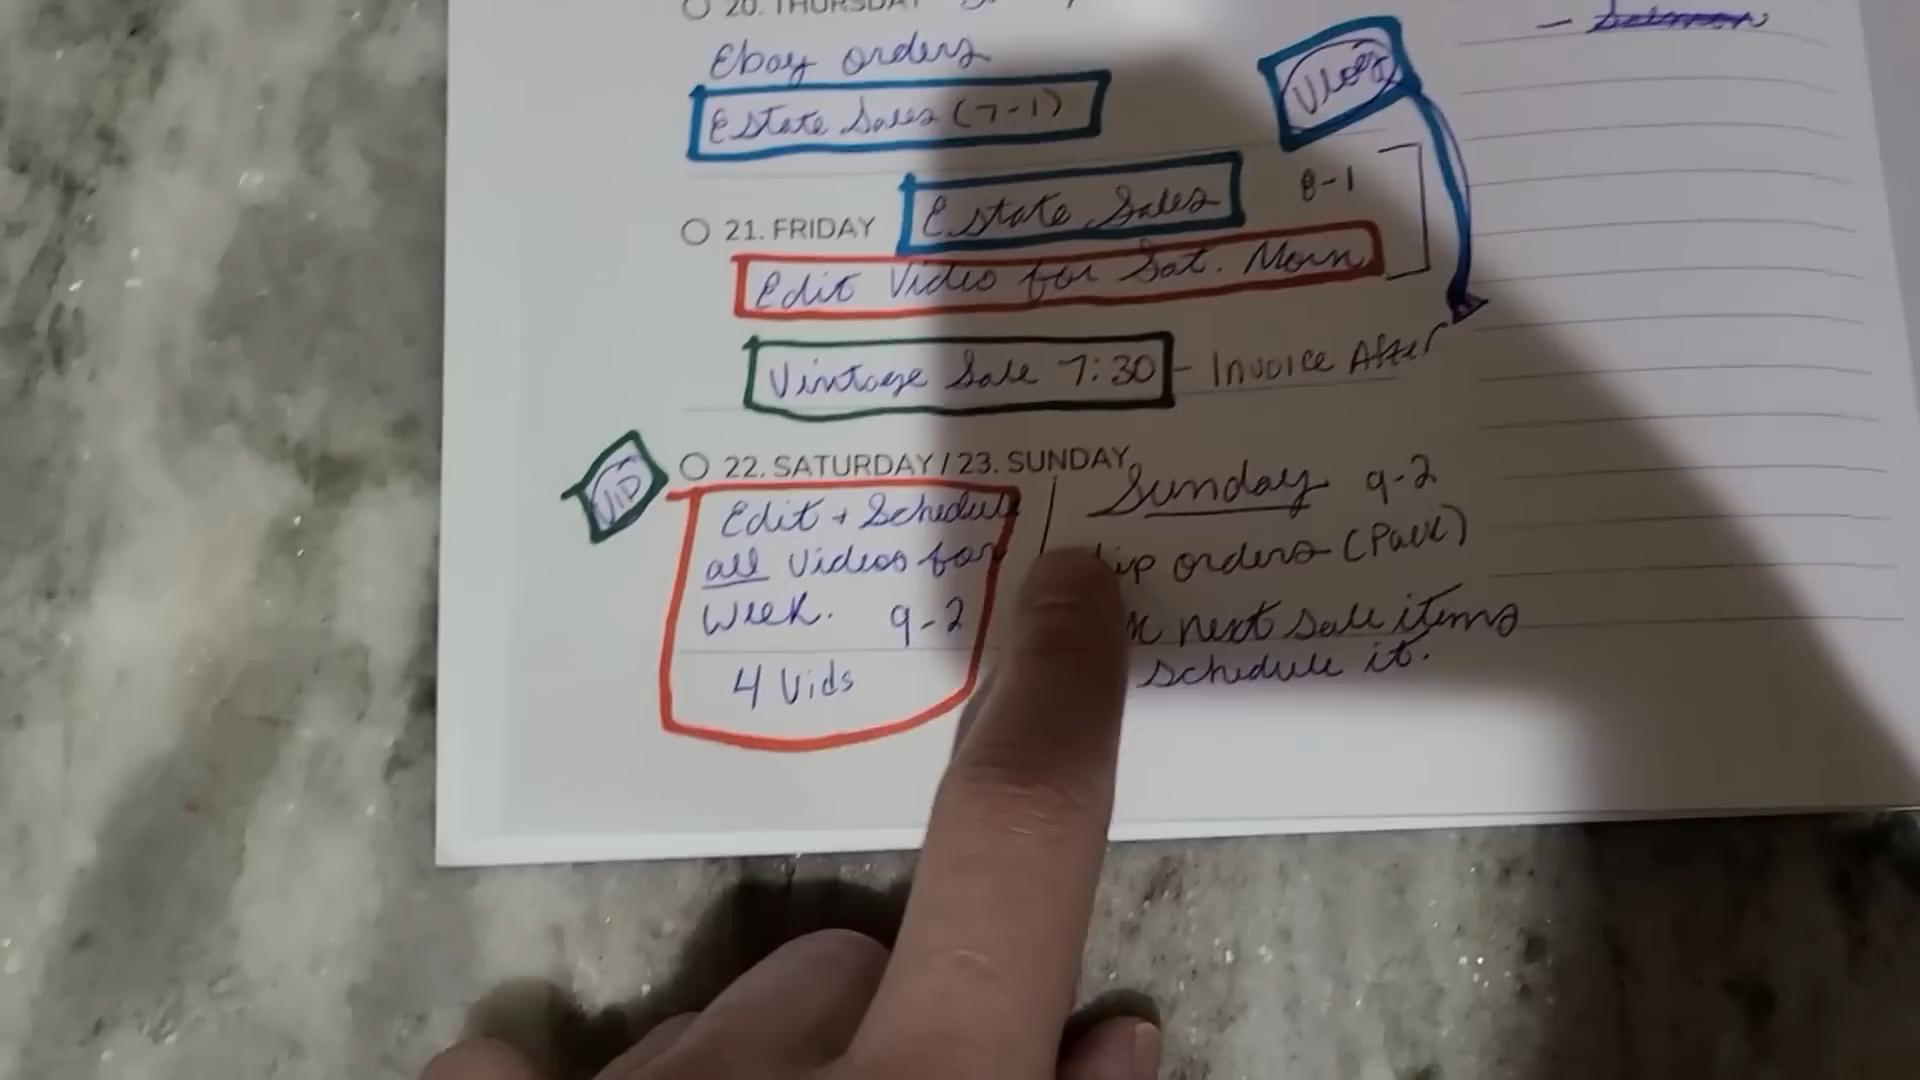 20. THURSDAY
Ebay orders
Estate Sales (7-1)
Vlog
21. FRIDAY Estate Sales 8-1
Edit Video for Sat. Morn
Vintage Sale 7:30 - Invoice After
VID
22. SATURDAY / 23. SUNDAY
Edit + Schedule
all Videos for
Week. 9-2
4 Vids
Sunday 9-2
orders (Pack)
next sale items
schedule it.